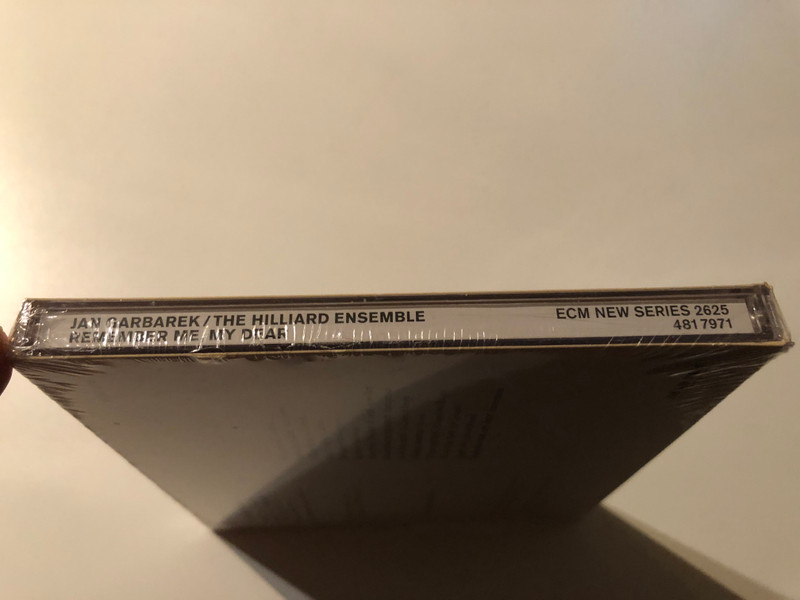 JAN GARBAREK / THE HILLIARD ENSEMBLE
REMEMBER ME, MY DEAR
ECM NEW SERIES 2625
4817971